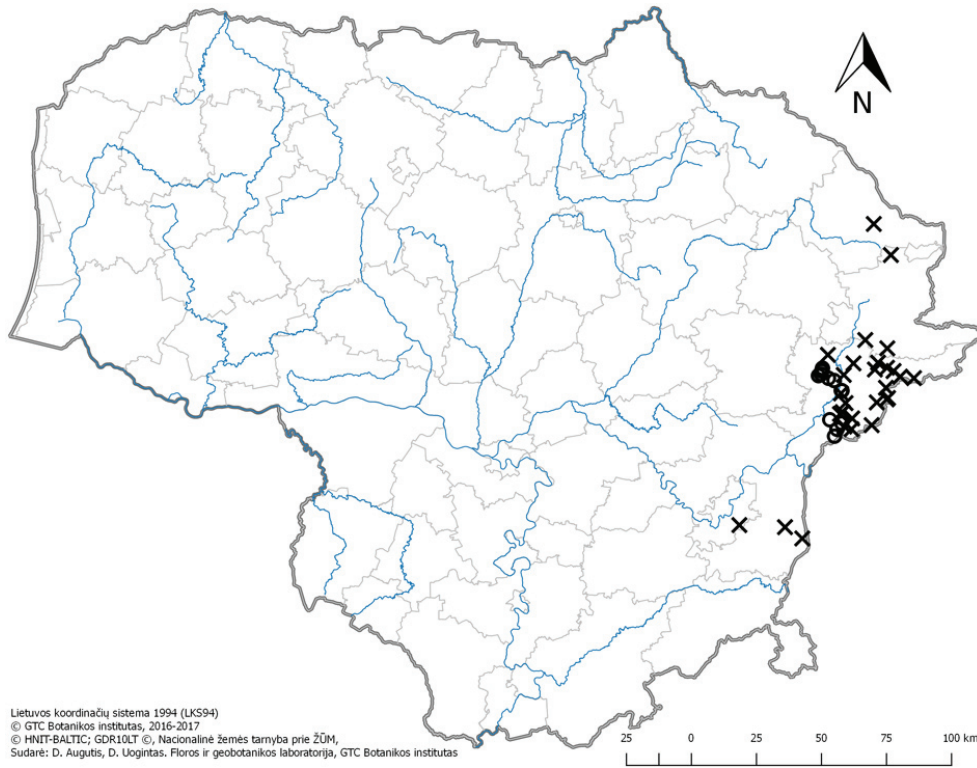 N
Lietuvos koordinačių sistema 1994 (LKS94)
© GTC Botanikos institutas, 2016-2017
© HNIT-BALTIC; GDR10LT ©, Nacionalinė žemės tarnyba prie ŽŪM,
Sudarė: D. Augutis, D. Uogintas. Floros ir geobotanikos laboratorija, GTC Botanikos institutas
25 0 25 50 75 100 km